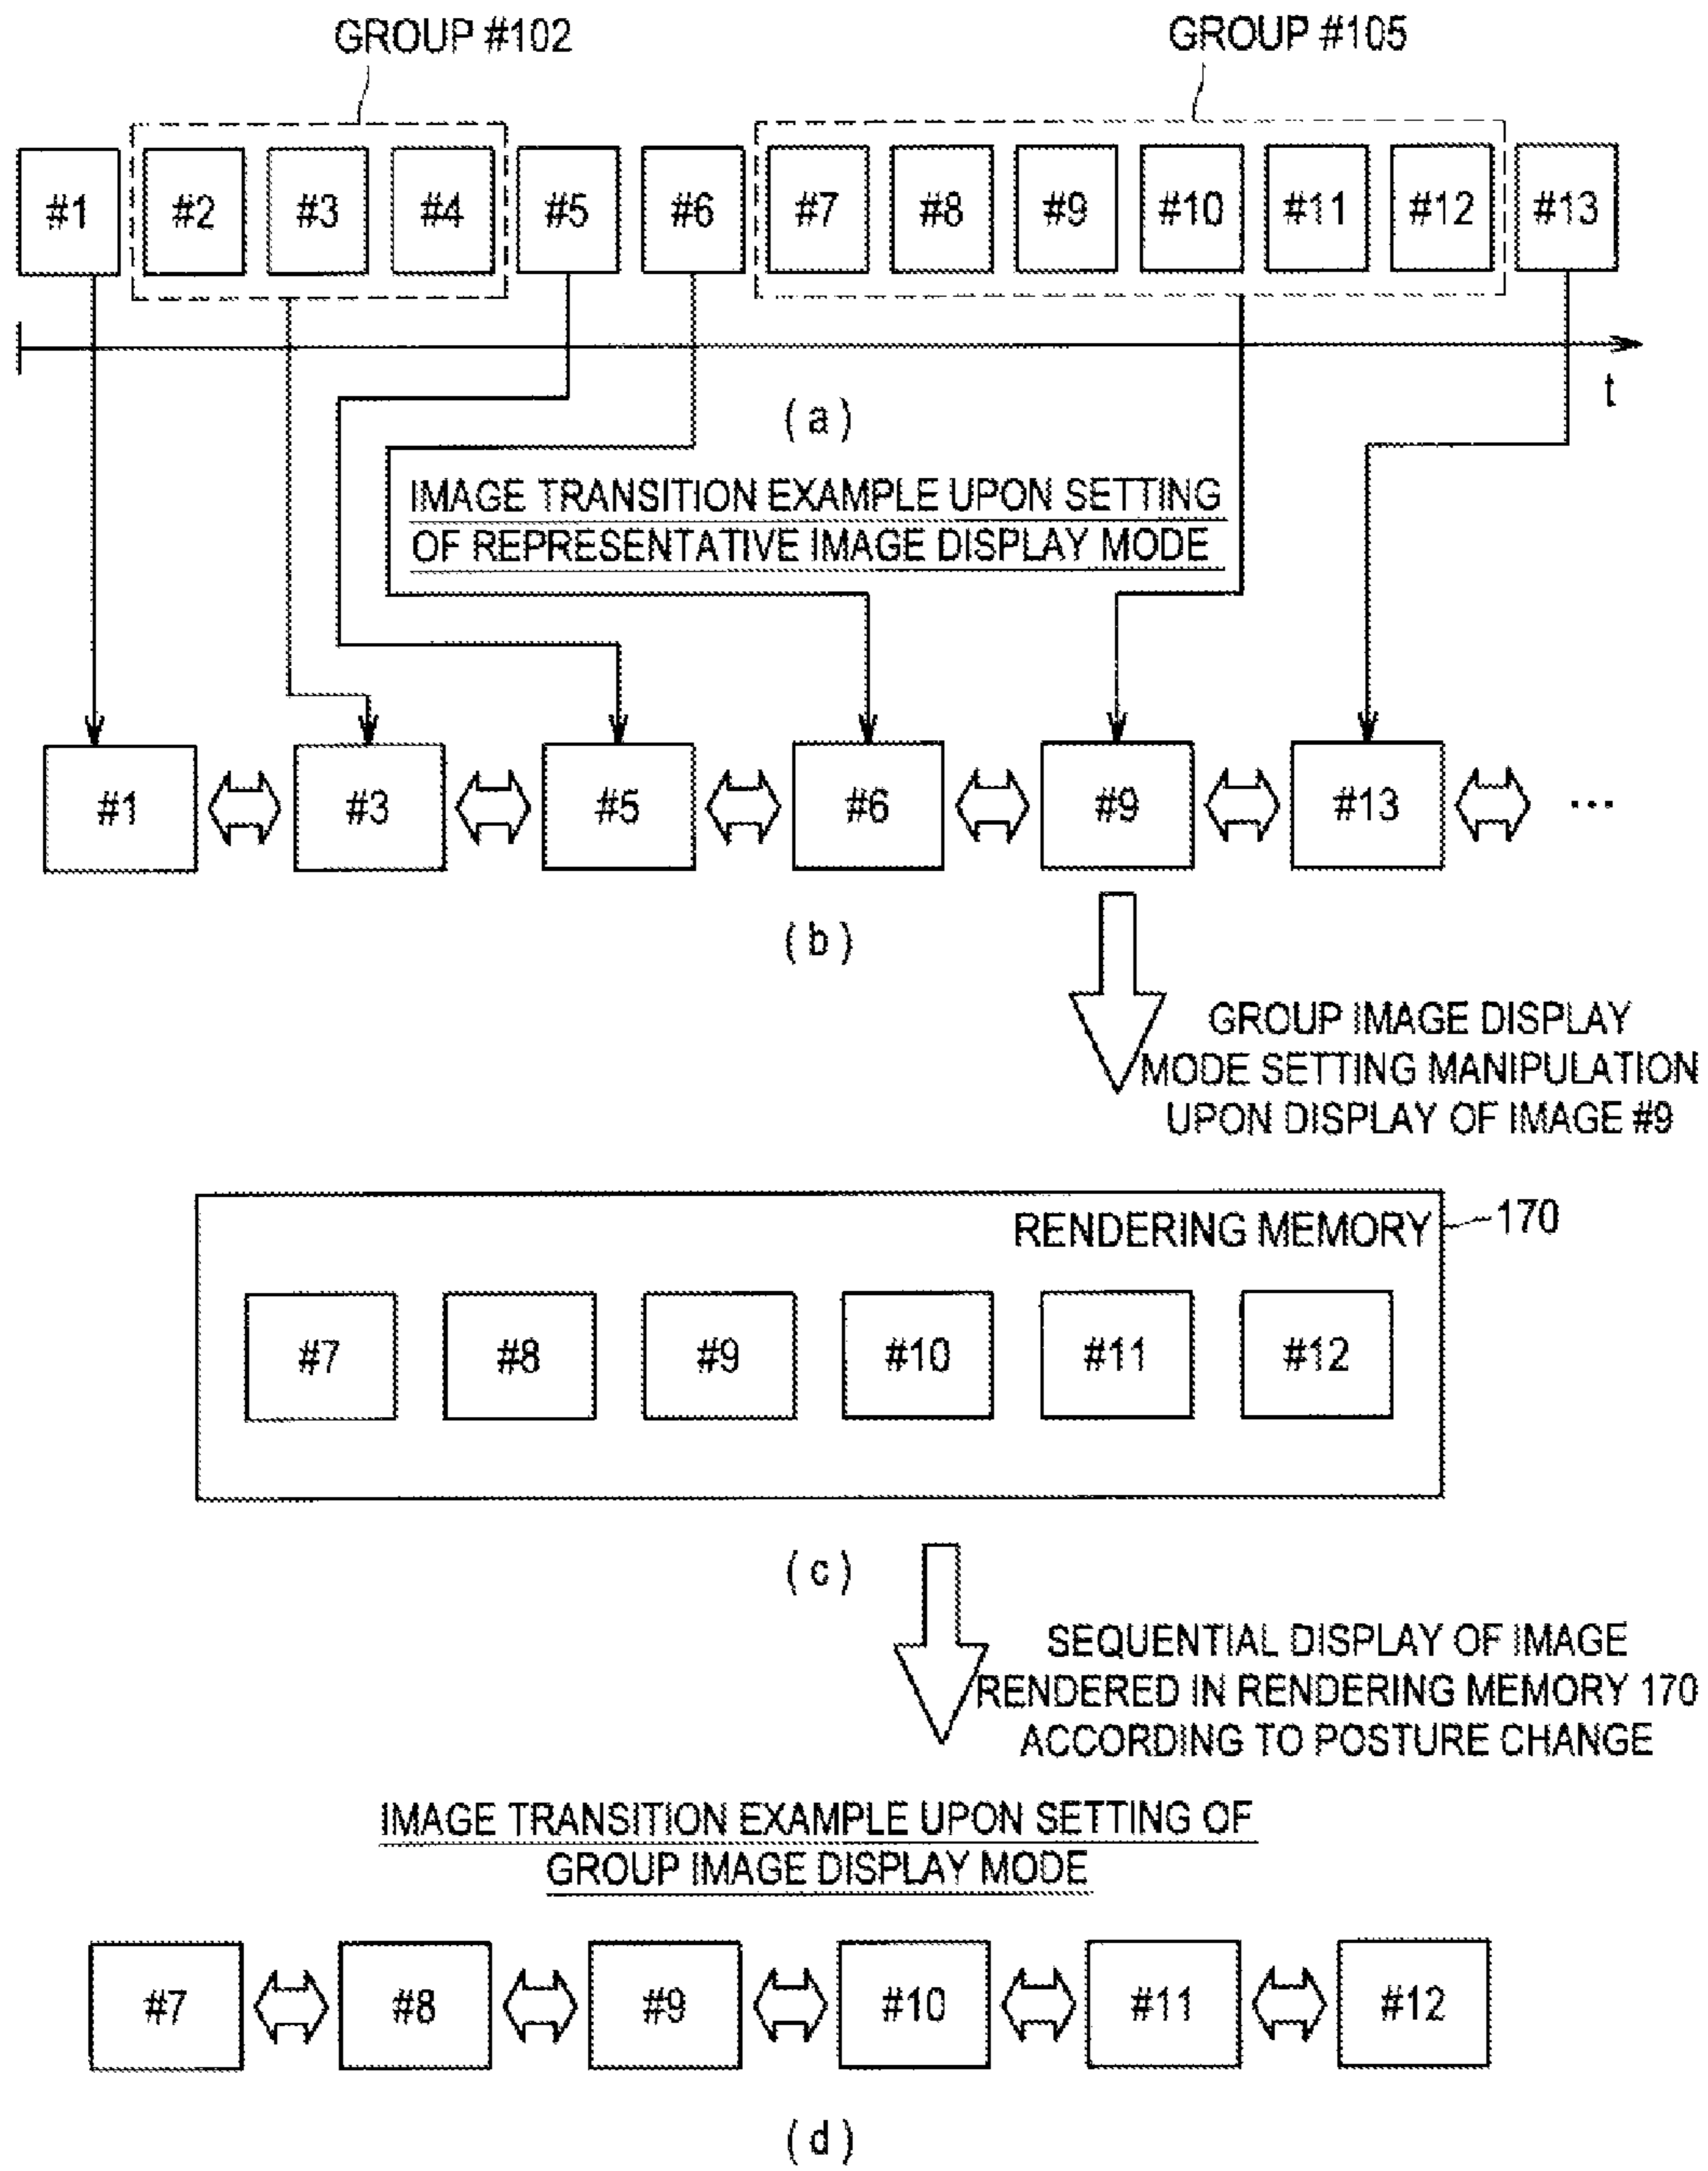 GROUP #102 GROUP #105
#1 #2 #3 #4 #5 #6 #7 #8 #9 #10 #11 #12 #13
t
( a )
IMAGE TRANSITION EXAMPLE UPON SETTING
OF REPRESENTATIVE IMAGE DISPLAY MODE
#1 #3 #5 #6 #9 #13 ...
( b )
GROUP IMAGE DISPLAY
MODE SETTING MANIPULATION
UPON DISPLAY OF IMAGE #9
RENDERING MEMORY 170
#7 #8 #9 #10 #11 #12
( c )
SEQUENTIAL DISPLAY OF IMAGE
RENDERED IN RENDERING MEMORY 170
ACCORDING TO POSTURE CHANGE
IMAGE TRANSITION EXAMPLE UPON SETTING OF
GROUP IMAGE DISPLAY MODE
#7 #8 #9 #10 #11 #12
( d )